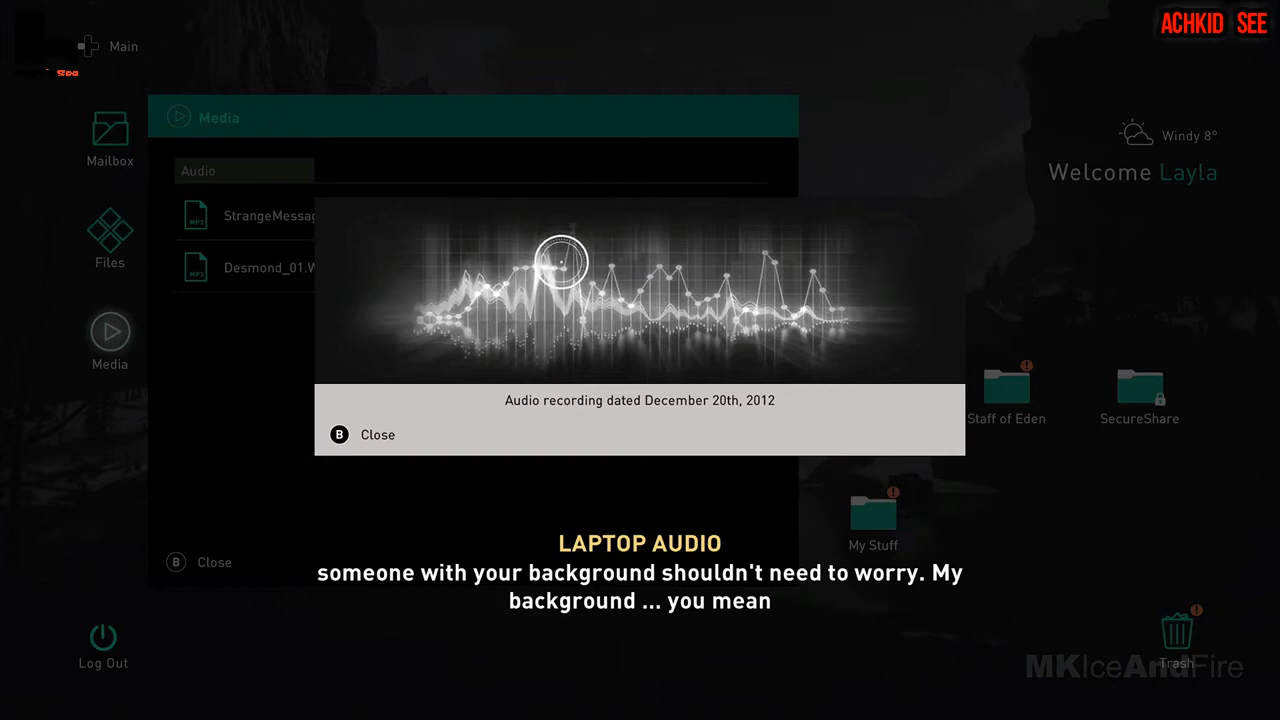 ACHKID SEE
Main
Media
Mailbox
Windy 8°
Welcome Layla
Audio
MP3
StrangeMessag
Files
MP3
Desmond_01.W
Media
Audio recording dated December 20th, 2012
B Close
Staff of Eden
SecureShare
LAPTOP AUDIO
My Stuff
B Close
someone with your background shouldn't need to worry. My
background ... you mean
Log Out
Trash
MKIceAndFire